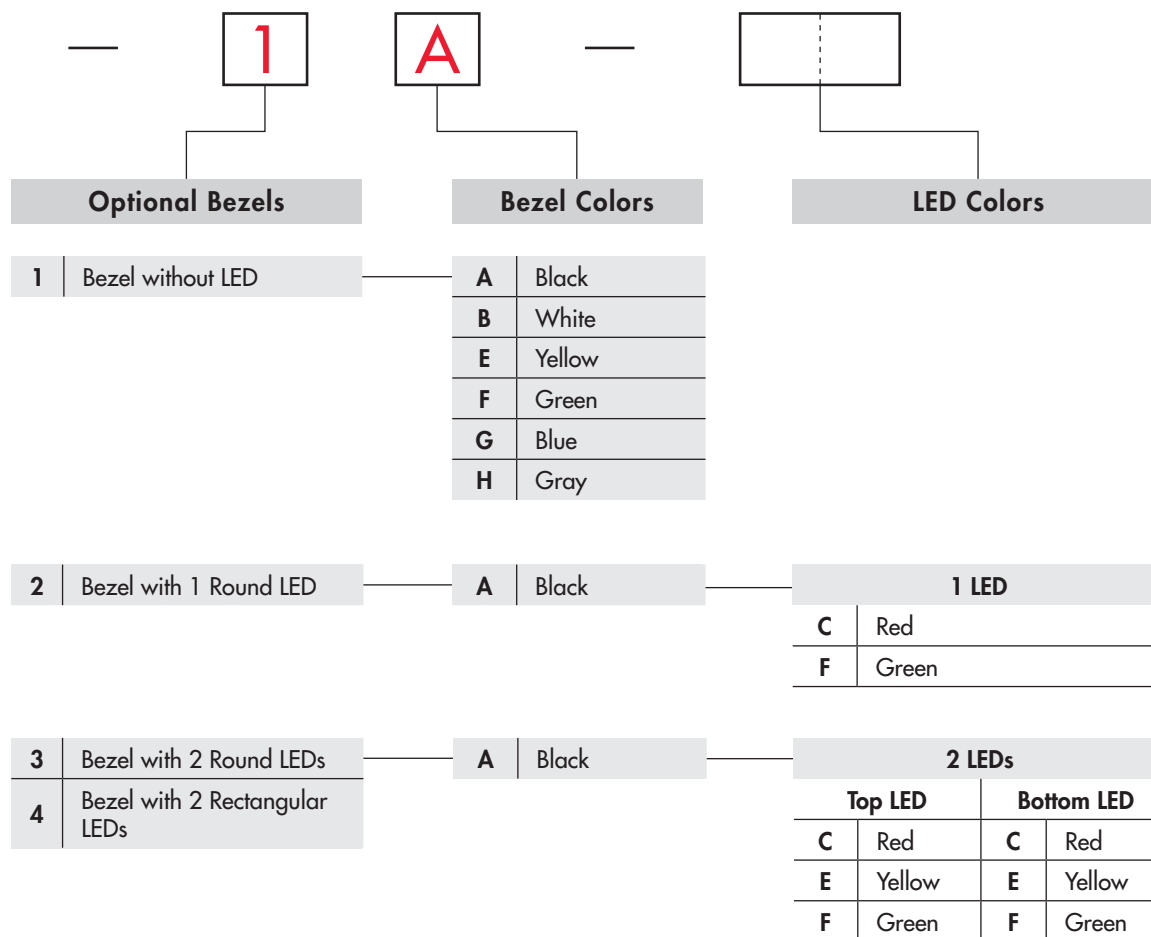 — 1 A —
Optional Bezels Bezel Colors LED Colors
1 Bezel without LED A Black
B White
E Yellow
F Green
G Blue
H Gray
2 Bezel with 1 Round LED A Black 1 LED
C Red
F Green
3 Bezel with 2 Round LEDs A Black 2 LEDs
4 Bezel with 2 Rectangular
LEDs
Top LED Bottom LED
C Red C Red
E Yellow E Yellow
F Green F Green